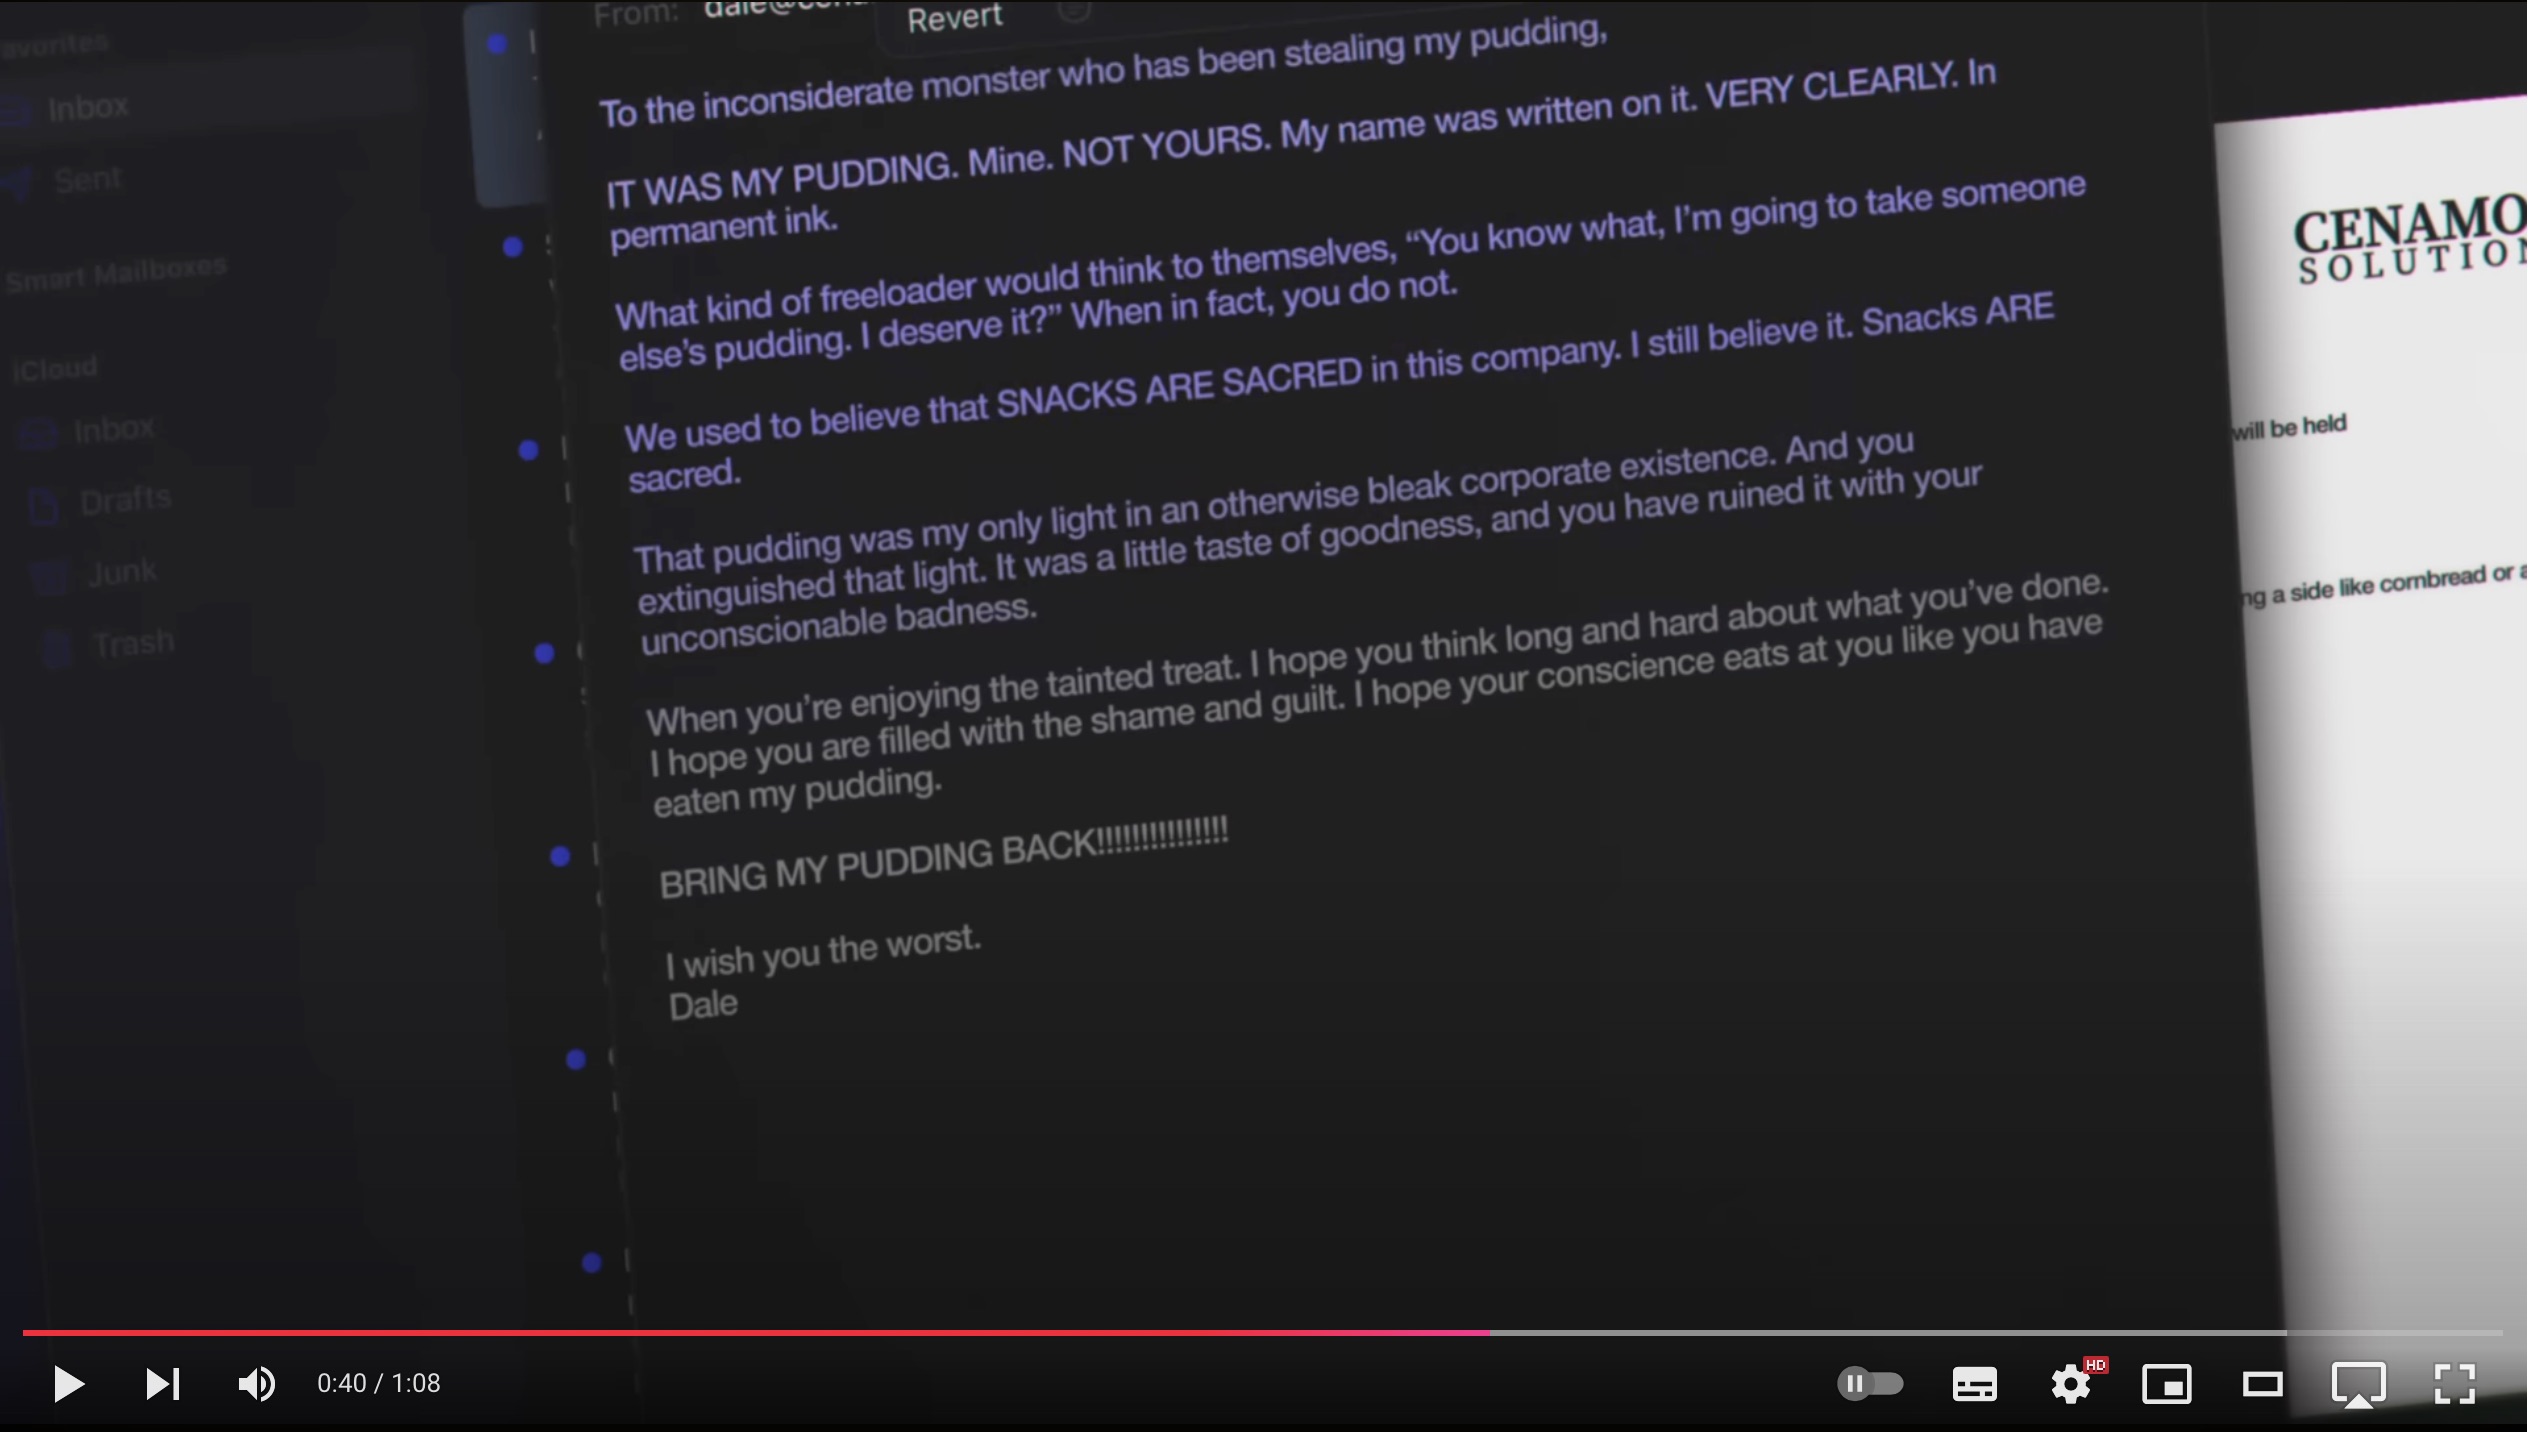 From:
Revert
avorites
Inbox
Sent
Smart Mailboxes
iCloud
Inbox
Drafts
Junk
Trash
To the inconsiderate monster who has been stealing my pudding,
IT WAS MY PUDDING. Mine. NOT YOURS. My name was written on it. VERY CLEARLY. In
permanent ink.
What kind of freeloader would think to themselves, “You know what, I’m going to take someone
else’s pudding. I deserve it?” When in fact, you do not.
We used to believe that SNACKS ARE SACRED in this company. I still believe it. Snacks ARE
sacred.
That pudding was my only light in an otherwise bleak corporate existence. And you
extinguished that light. It was a little taste of goodness, and you have ruined it with your
unconscionable badness.
When you’re enjoying the tainted treat. I hope you think long and hard about what you’ve done.
I hope you are filled with the shame and guilt. I hope your conscience eats at you like you have
eaten my pudding.
BRING MY PUDDING BACK!!!!!!!!!!!!!!!
I wish you the worst.
Dale
CENAMO
SOLUTION
will be held
ng a side like cornbread or a
0:40 / 1:08
HD